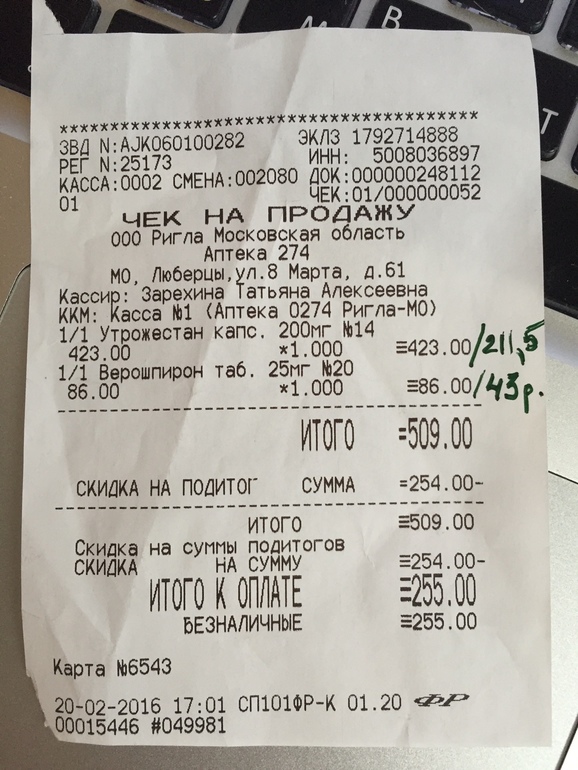 ****************************************
ЗВД N:AJK060100282 ЭКЛЗ 1792714888
РЕГ N:25173 ИНН: 5008036897
КАССА:0002 СМЕНА:002080 ДОК:000000248112
01 ЧЕК:01/000000052
ЧЕК НА ПРОДАЖУ
ООО Ригла Московская область
Аптека 274
МО, Люберцы,ул.8 Марта, д.61
Кассир: Зарехина Татьяна Алексеевна
ККМ: Касса №1 (Аптека 0274 Ригла-МО)
1/1 Утрожестан капс. 200мг №14
423.00 *1.000 ≡423.00 /211,5
1/1 Верошпирон таб. 25мг №20
86.00 *1.000 ≡86.00 /43р.
ИТОГО =509.00
СКИДКА НА ПОДИТОГ СУММА =254.00-
ИТОГО ≡509.00
Скидка на суммы подитогов
СКИДКА НА СУММУ ≡254.00-
ИТОГО К ОПЛАТЕ ≡255.00
БЕЗНАЛИЧНЫЕ ≡255.00
Карта №6543
20-02-2016 17:01 СП101ФР-К 01.20 ФР
00015446 #049981
В
Т